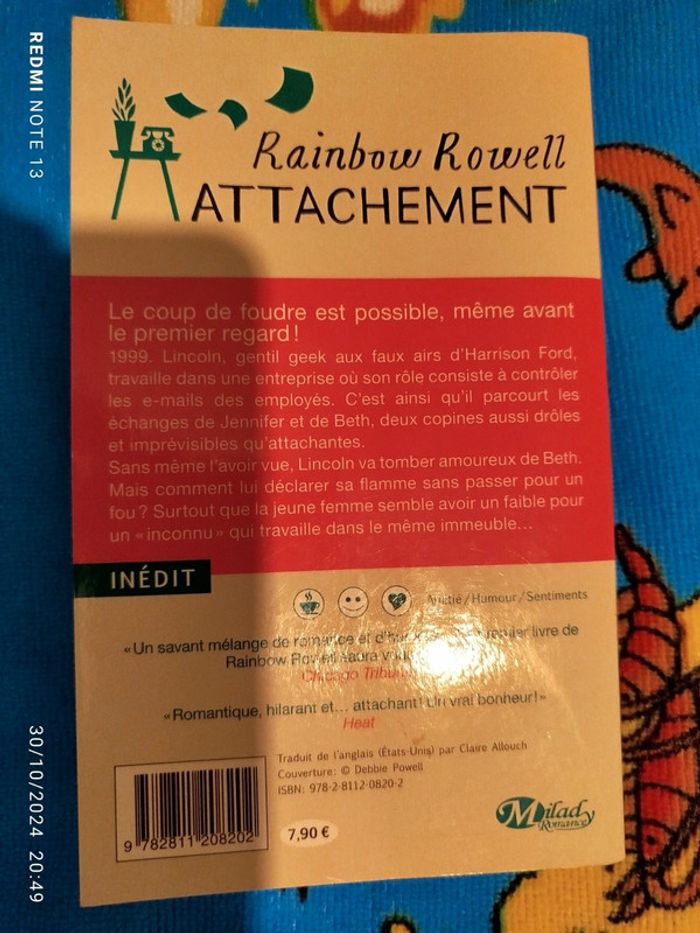 REDMI NOTE 13
Rainbow Rowell
ATTACHEMENT
Le coup de foudre est possible, même avant
le premier regard !
1999. Lincoln, gentil geek aux faux airs d'Harrison Ford,
travaille dans une entreprise où son rôle consiste à contrôler
les e-mails des employés. C'est ainsi qu'il parcourt les
échanges de Jennifer et de Beth, deux copines aussi drôles
et imprévisibles qu'attachantes.
Sans même l'avoir vue, Lincoln va tomber amoureux de Beth.
Mais comment lui déclarer sa flamme sans passer pour un
fou ? Surtout que la jeune femme semble avoir un faible pour
un « inconnu » qui travaille dans le même immeuble…
INÉDIT
Amitié / Humour / Sentiments
« Un savant mélange de romance et livre de
Rainbow Rowell saura
Chicago Tribune
« Romantique, hilarant et… attachant ! Un vrai bonheur ! »
Heat
Traduit de l'anglais (États-Unis) par Claire Allouch
Couverture : © Debbie Powell
ISBN : 978-2-8112-0820-2
9 782811 208202
7,90 €
Milady
Romance
30/10/2024 20:49